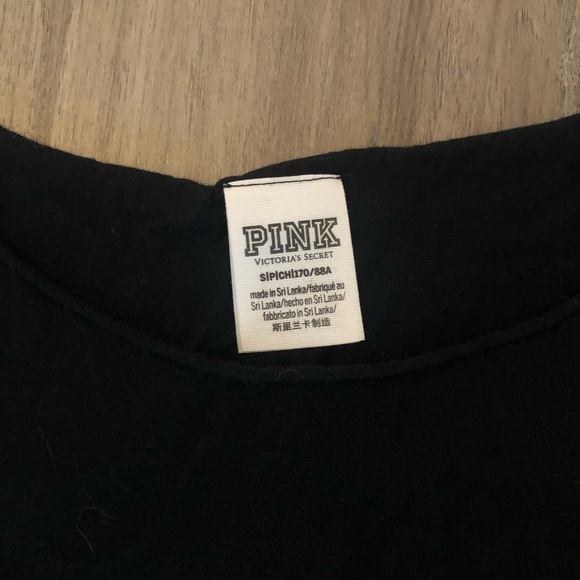 PINK
VICTORIA'S SECRET
S|P|CH|170/88A
made in Sri Lanka/fabriqué au
Sri Lanka/hecho en Sri Lanka/
fabbricato in Sri Lanka/
斯里兰卡制造